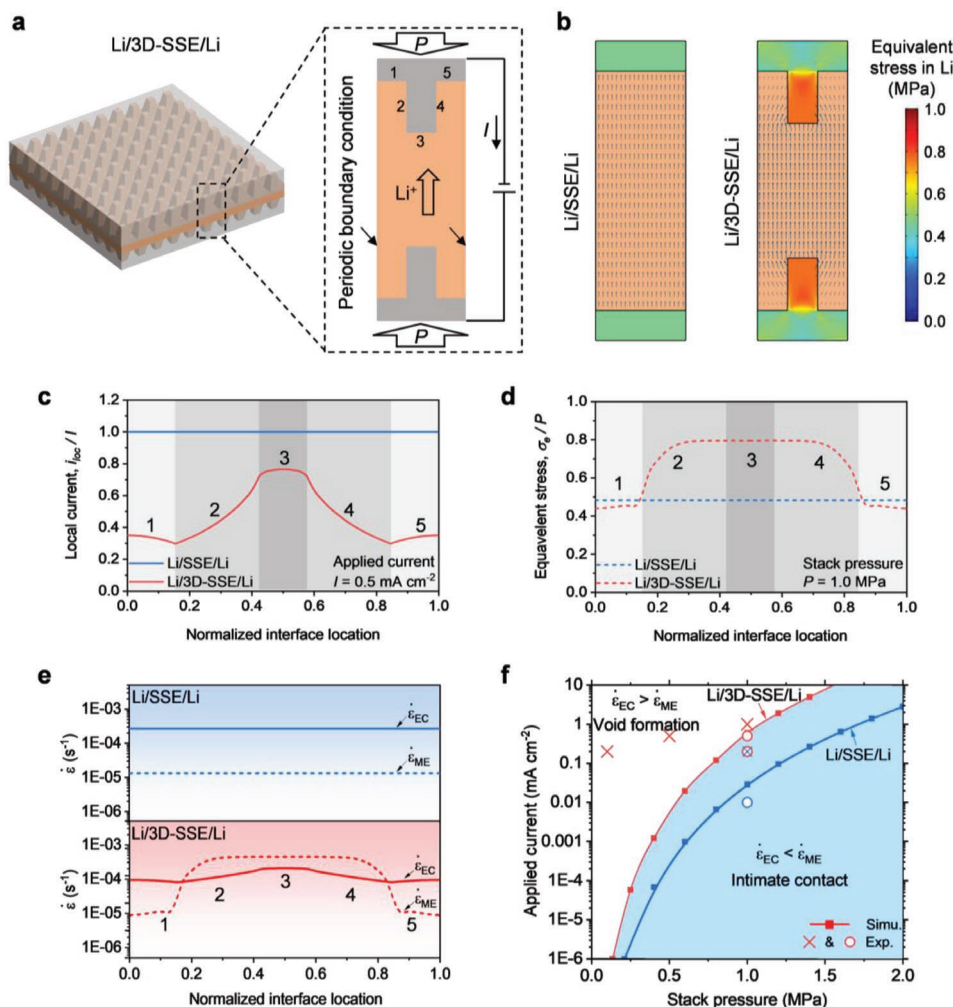 a
Li/3D-SSE/Li
Periodic boundary condition
P
1
5
2
4
3
Li+
I
P
b
Li/SSE/Li
Li/3D-SSE/Li
Equivalent
stress in Li
(MPa)
1.0
0.8
0.6
0.4
0.2
0.0
c
Local current, iloc / I
1.2
1.0
0.8
0.6
0.4
0.2
0.0
1
2
3
4
5
Li/SSE/Li
Li/3D-SSE/Li
Applied current
I = 0.5 mA cm-2
0.0 0.2 0.4 0.6 0.8 1.0
Normalized interface location
d
Equavelent stress, σe / P
1.0
0.8
0.6
0.4
0.2
0.0
1
2
3
4
5
Li/SSE/Li
Li/3D-SSE/Li
Stack pressure
P = 1.0 MPa
0.0 0.2 0.4 0.6 0.8 1.0
Normalized interface location
e
Li/SSE/Li
ε̇ (s-1)
1E-03
1E-04
1E-05
1E-06
ε̇EC
ε̇ME
Li/3D-SSE/Li
ε̇ (s-1)
1E-03
1E-04
1E-05
1E-06
1
2
3
4
5
ε̇EC
ε̇ME
0.0 0.2 0.4 0.6 0.8 1.0
Normalized interface location
f
Applied current (mA cm-2)
10
1
0.1
0.01
0.001
1E-4
1E-5
1E-6
ε̇EC > ε̇ME
Void formation
Li/3D-SSE/Li
Li/SSE/Li
ε̇EC < ε̇ME
Intimate contact
Simu.
& Exp.
0.0 0.5 1.0 1.5 2.0
Stack pressure (MPa)